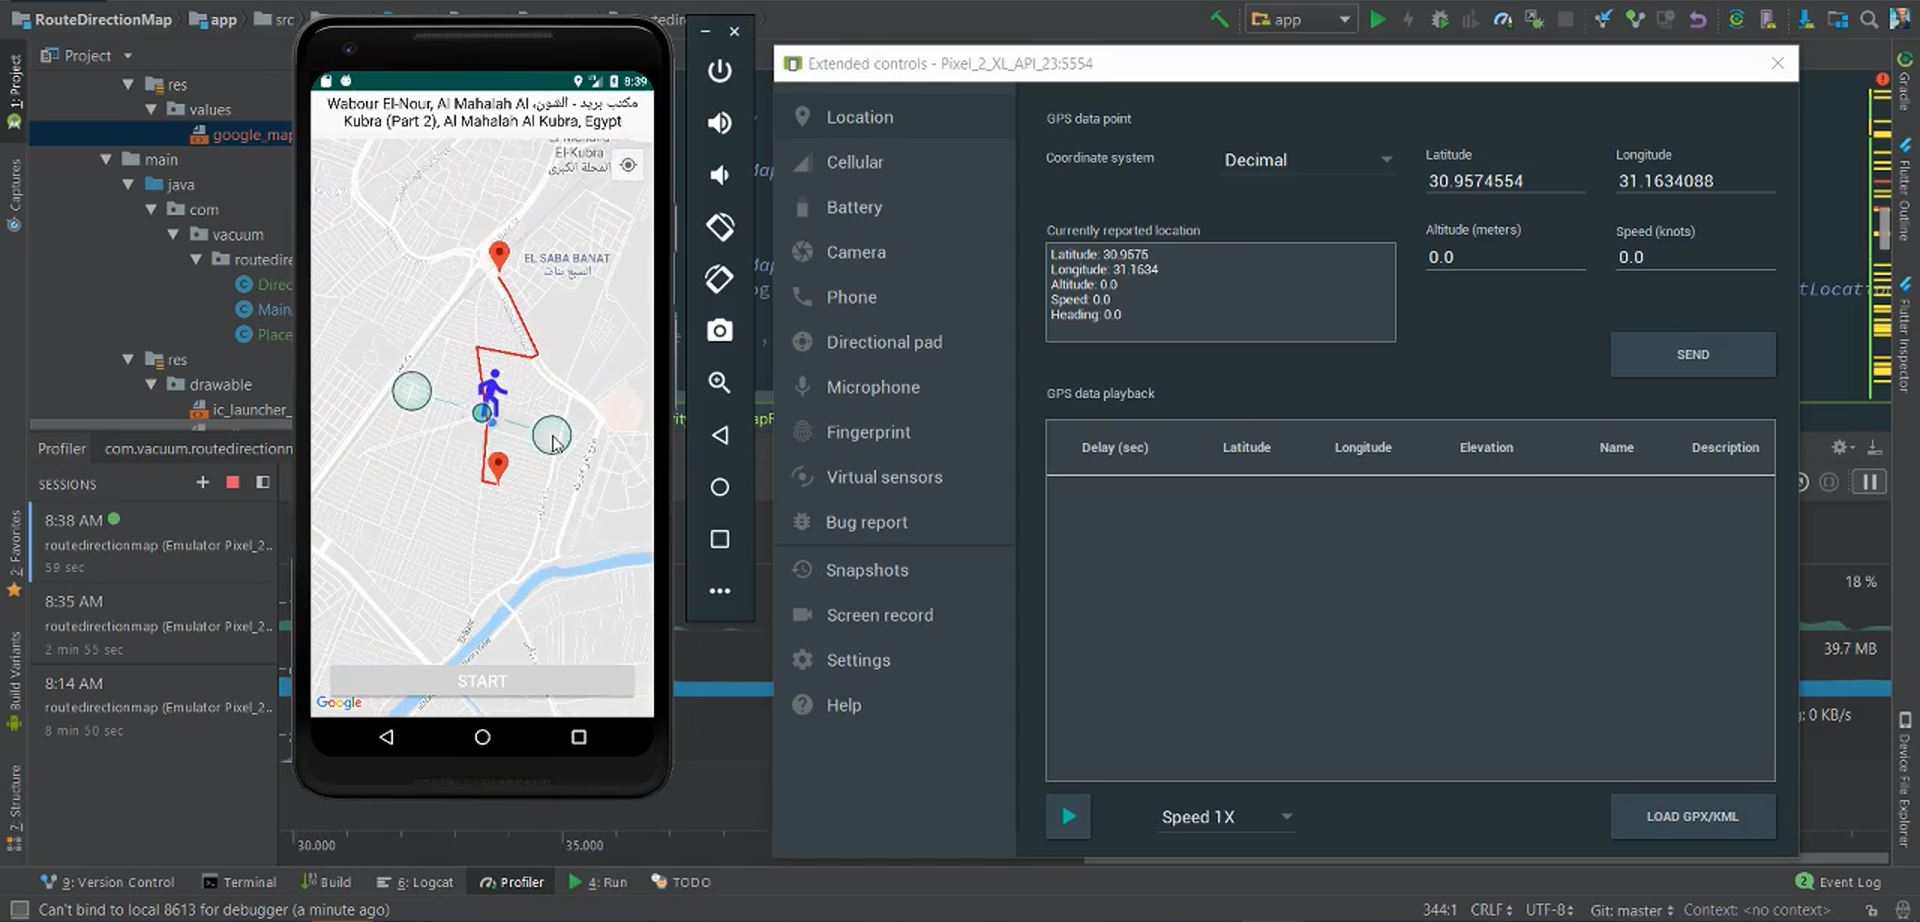 RouteDirectionMap
app
src
app
Project
res
values
google_map
main
java
com
vacuum
routedire
Direc
Main
Place
res
drawable
ic_launcher_
1: Project
Captures
2: Favorites
Build Variants
7: Structure
8:39
Wabour El-Nour, Al Mahalah Al ،مكتب بريد - الشون
Kubra (Part 2), Al Mahalah Al Kubra, Egypt
El-Kubra
المحلة الكبرى
EL SABA BANAT
السبع بنات
START
Google
Extended controls - Pixel_2_XL_API_23:5554
Location
Cellular
Battery
Camera
Phone
Directional pad
Microphone
Fingerprint
Virtual sensors
Bug report
Snapshots
Screen record
Settings
Help
GPS data point
Coordinate system
Decimal
Latitude
30.9574554
Longitude
31.1634088
Currently reported location
Latitude: 30.9575
Longitude: 31.1634
Altitude: 0.0
Speed: 0.0
Heading: 0.0
Altitude (meters)
0.0
Speed (knots)
0.0
SEND
GPS data playback
Delay (sec) Latitude Longitude Elevation Name Description
Speed 1X
LOAD GPX/KML
Gradle
Flutter Outline
Flutter Inspector
Device File Explorer
Profiler
com.vacuum.routedirectionm
SESSIONS
8:38 AM
routedirectionmap (Emulator Pixel_2..
59 sec
8:35 AM
routedirectionmap (Emulator Pixel_2..
2 min 55 sec
8:14 AM
routedirectionmap (Emulator Pixel_2..
8 min 50 sec
18 %
39.7 MB
: 0 KB/s
30.000
35.000
9: Version Control
Terminal
Build
6: Logcat
Profiler
4: Run
TODO
2 Event Log
Can't bind to local 8613 for debugger (a minute ago)
344:1 CRLF UTF-8 Git: master Context: <no context>